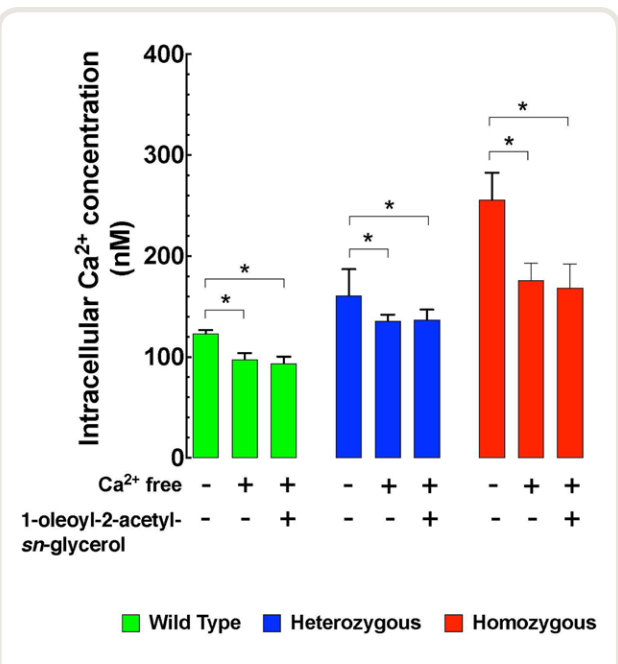 400
300
200
100
0
Intracellular Ca²⁺ concentration
(nM)
* * * * * *
Ca²⁺ free - + + - + + - + +
1-oleoyl-2-acetyl- - - + - - + - - +
sn-glycerol
Wild Type Heterozygous Homozygous